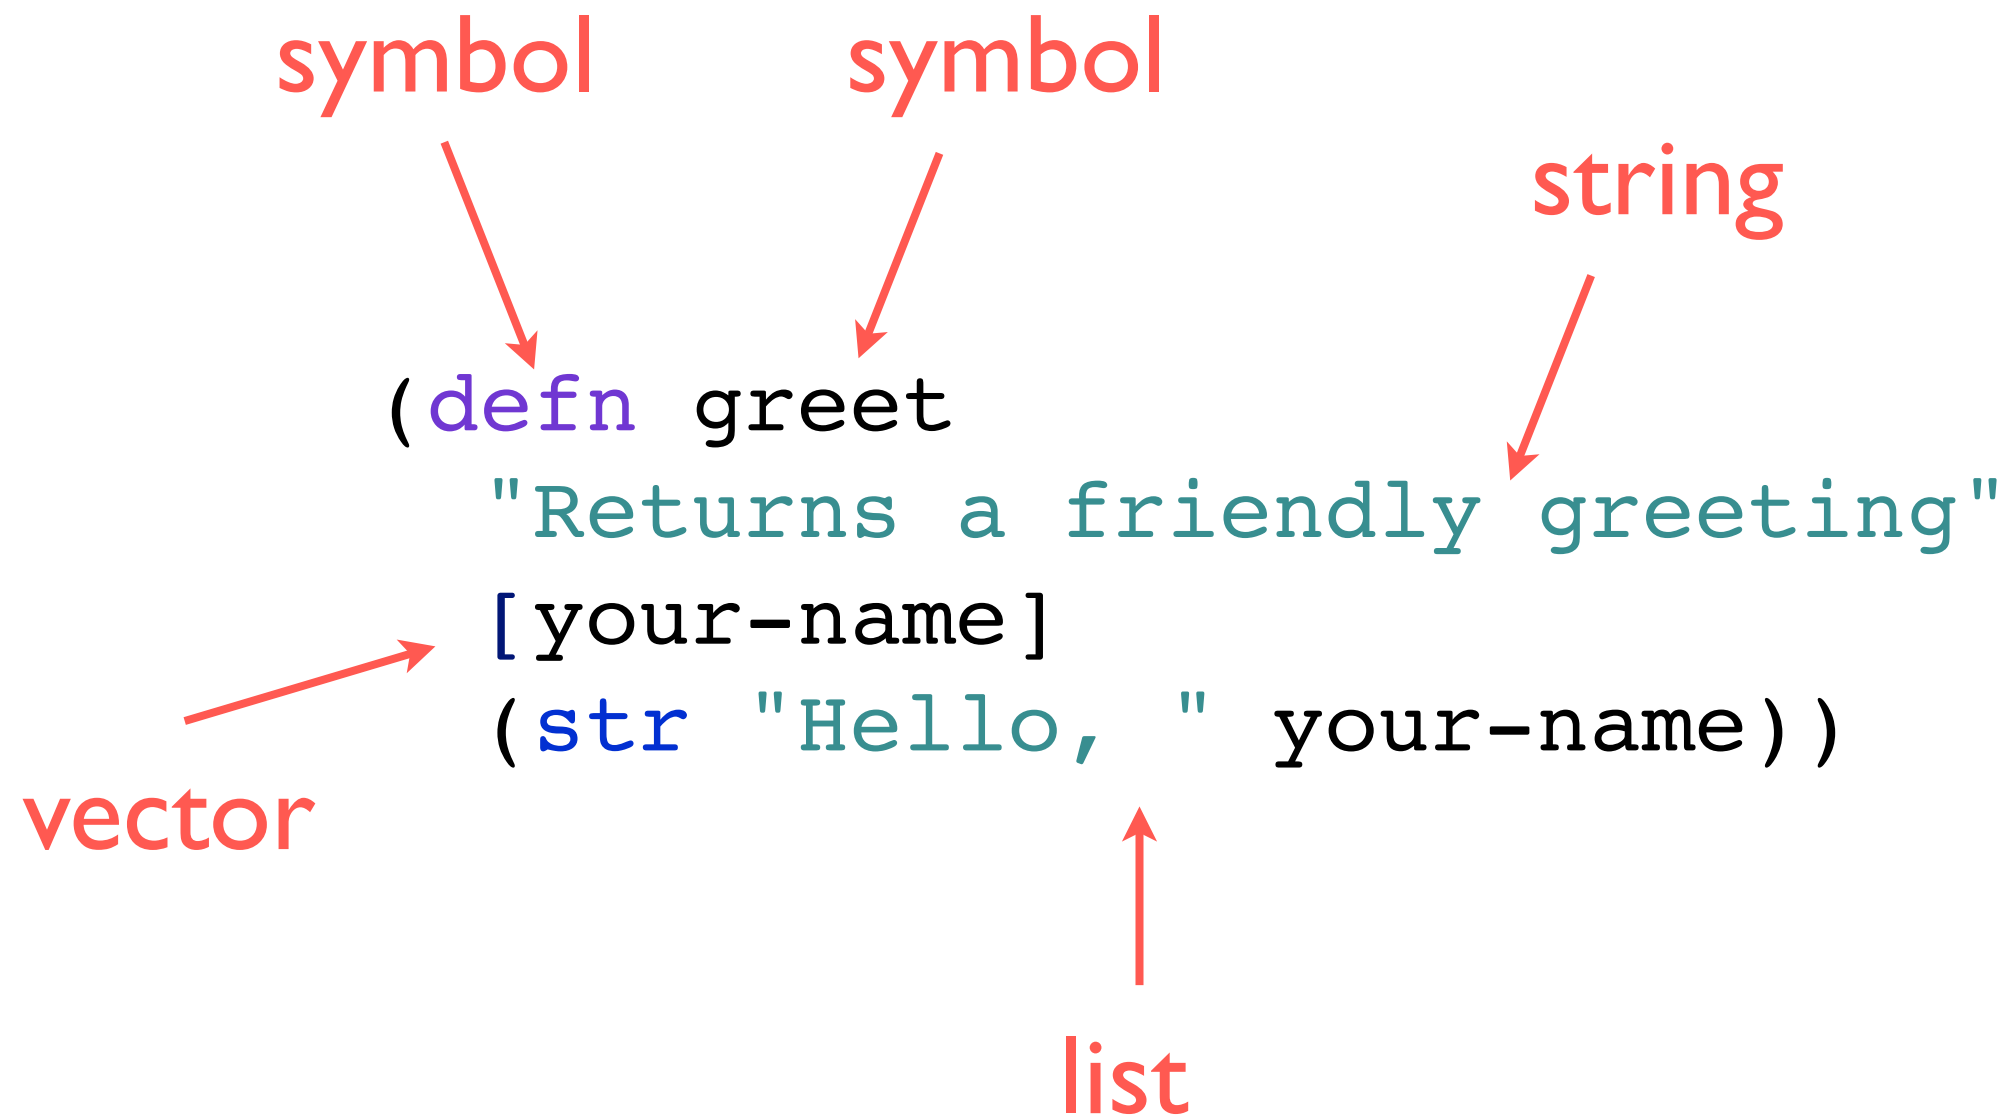 symbol symbol
string
(defn greet
"Returns a friendly greeting"
[your-name]
(str "Hello, " your-name))
vector
list